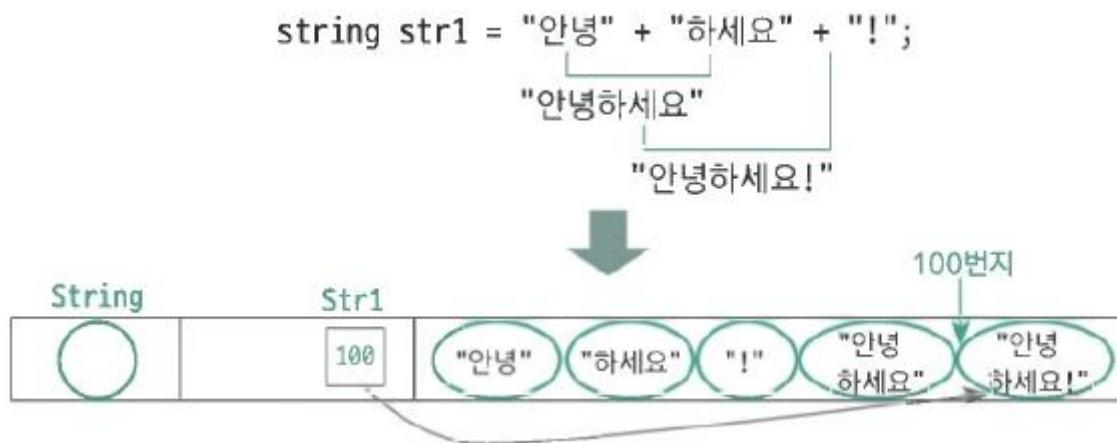 string str1 = "안녕" + "하세요" + "!";
"안녕하세요"
"안녕하세요!"
100번지
String
Str1
100
"안녕"
"하세요"
"!"
"안녕
하세요"
"안녕
하세요!"